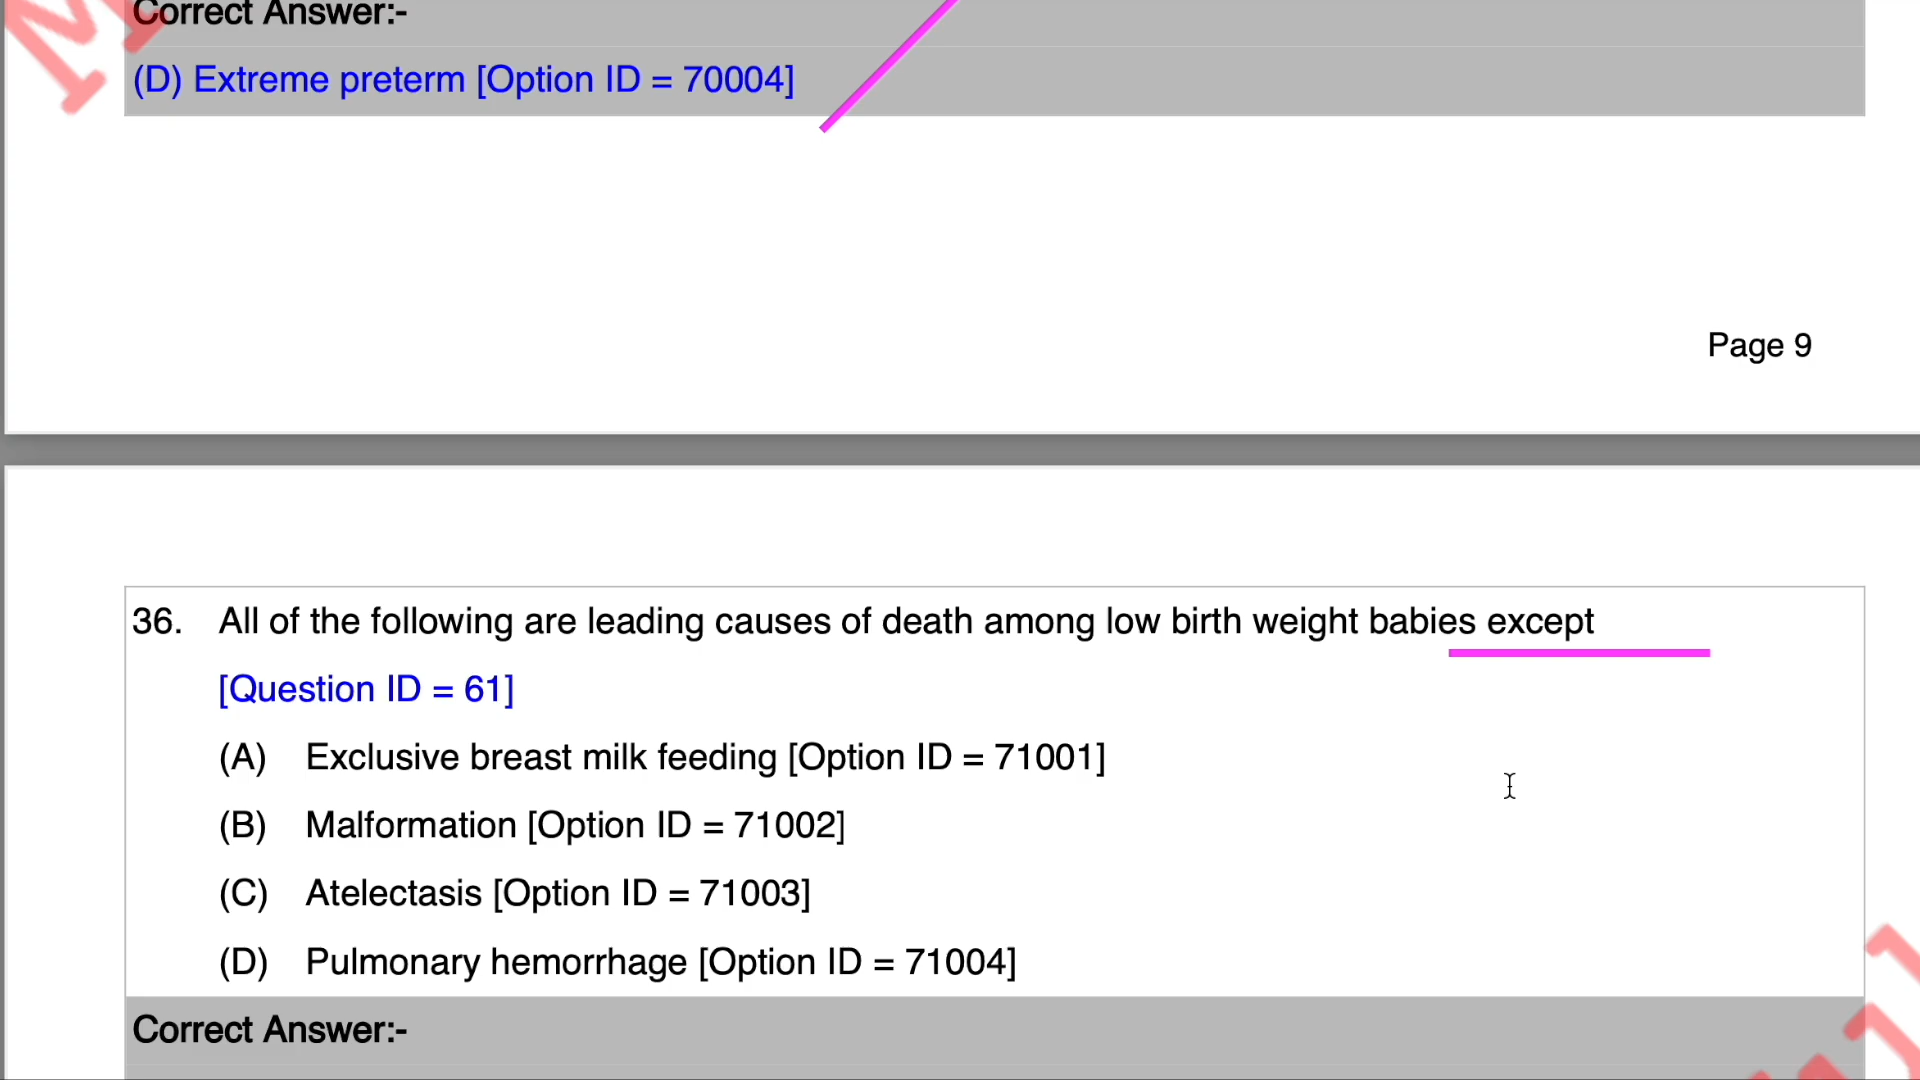 Correct Answer:-
(D) Extreme preterm [Option ID = 70004]
Page 9
36. All of the following are leading causes of death among low birth weight babies except
[Question ID = 61]
(A) Exclusive breast milk feeding [Option ID = 71001]
(B) Malformation [Option ID = 71002]
(C) Atelectasis [Option ID = 71003]
(D) Pulmonary hemorrhage [Option ID = 71004]
Correct Answer:-